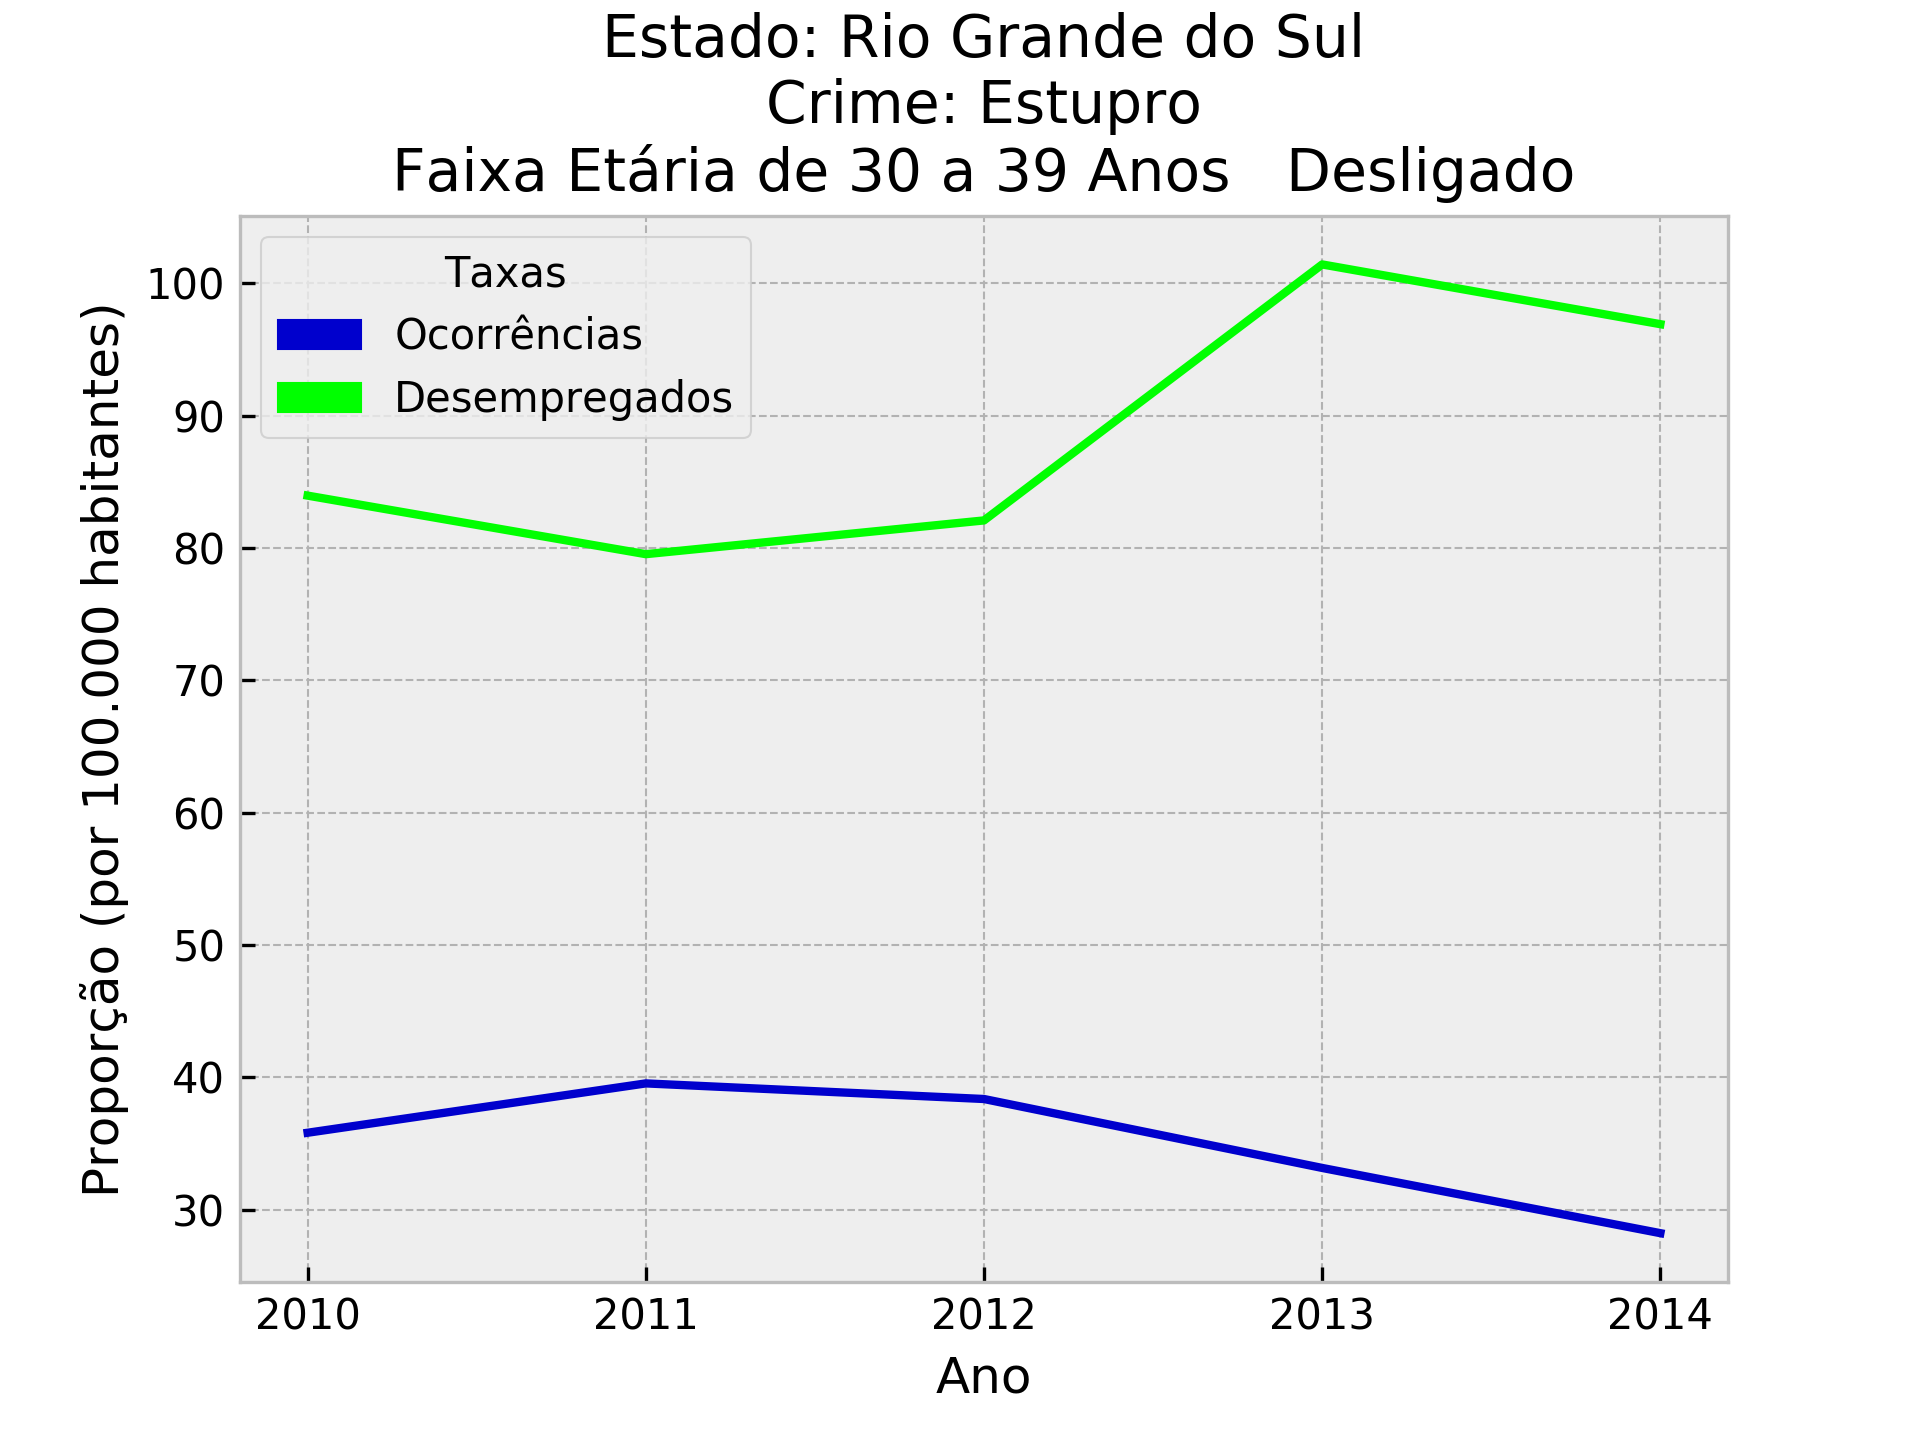 Estado: Rio Grande do Sul
Crime: Estupro
Faixa Etária de 30 a 39 Anos   Desligado
Taxas
Ocorrências
Desempregados
Proporção (por 100.000 habitantes)
100
90
80
70
60
50
40
30
2010
2011
2012
2013
2014
Ano